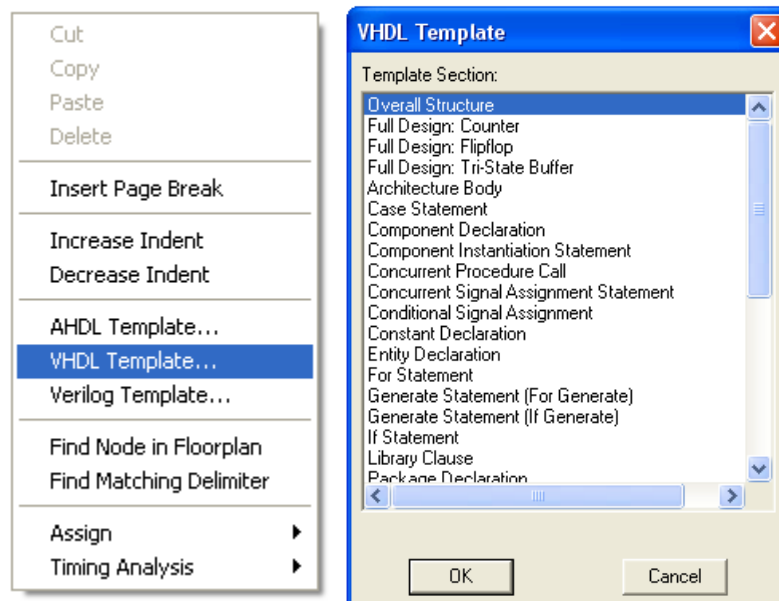 Cut
Copy
Paste
Delete
Insert Page Break
Increase Indent
Decrease Indent
AHDL Template...
VHDL Template...
Verilog Template...
Find Node in Floorplan
Find Matching Delimiter
Assign
Timing Analysis
VHDL Template
Template Section:
Overall Structure
Full Design: Counter
Full Design: Flipflop
Full Design: Tri-State Buffer
Architecture Body
Case Statement
Component Declaration
Component Instantiation Statement
Concurrent Procedure Call
Concurrent Signal Assignment Statement
Conditional Signal Assignment
Constant Declaration
Entity Declaration
For Statement
Generate Statement (For Generate)
Generate Statement (If Generate)
If Statement
Library Clause
Package Declaration
OK
Cancel